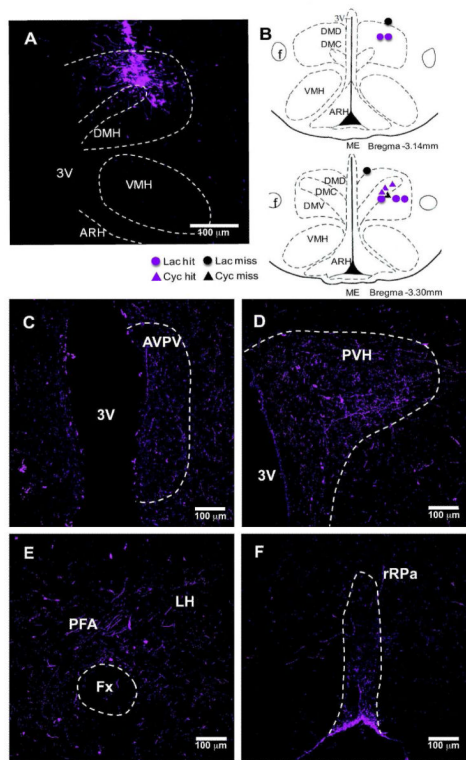 A
DMH
3V
VMH
ARH
100 µm
B
3V
DMD
DMC
f
VMH
ARH
ME Bregma -3.14mm
DMD
DMC
f
DMV
VMH
ARH
ME Bregma -3.30mm
Lac hit Lac miss
Cyc hit Cyc miss
C
AVPV
3V
100 µm
D
PVH
3V
100 µm
E
LH
PFA
Fx
100 µm
F
rRPa
100 µm